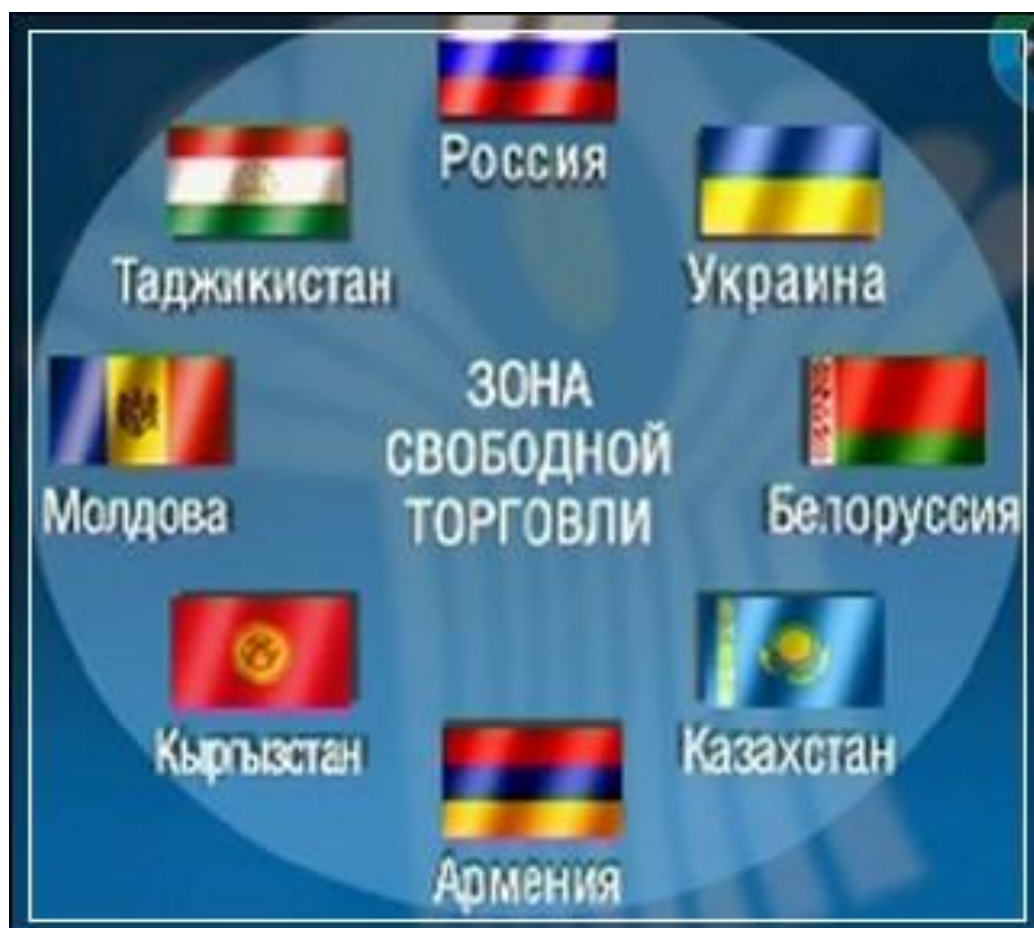 Россия
Таджикистан
Украина
ЗОНА
СВОБОДНОЙ
ТОРГОВЛИ
Молдова
Белоруссия
Кыргызстан
Казахстан
Армения